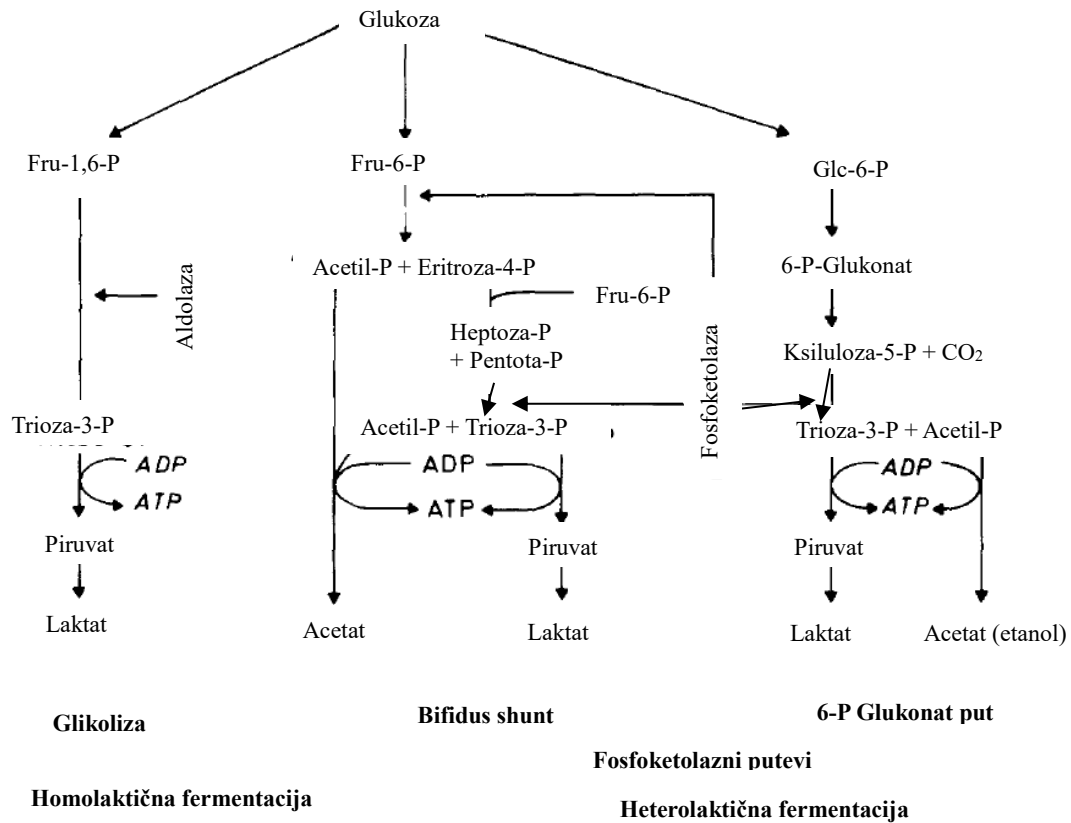 Glukoza
Fru-1,6-P
Fru-6-P
Glc-6-P
Acetil-P + Eritroza-4-P
6-P-Glukonat
Aldolaza
Fru-6-P
Heptoza-P
+ Pentota-P
Fosfoketolaza
Ksiluloza-5-P + CO2
Trioza-3-P
Acetil-P + Trioza-3-P
Trioza-3-P + Acetil-P
ADP
ATP
ADP
ATP
ADP
ATP
Piruvat
Piruvat
Piruvat
Laktat
Acetat
Laktat
Laktat
Acetat (etanol)
Glikoliza
Bifidus shunt
6-P Glukonat put
Fosfoketolazni putevi
Homolaktična fermentacija
Heterolaktična fermentacija